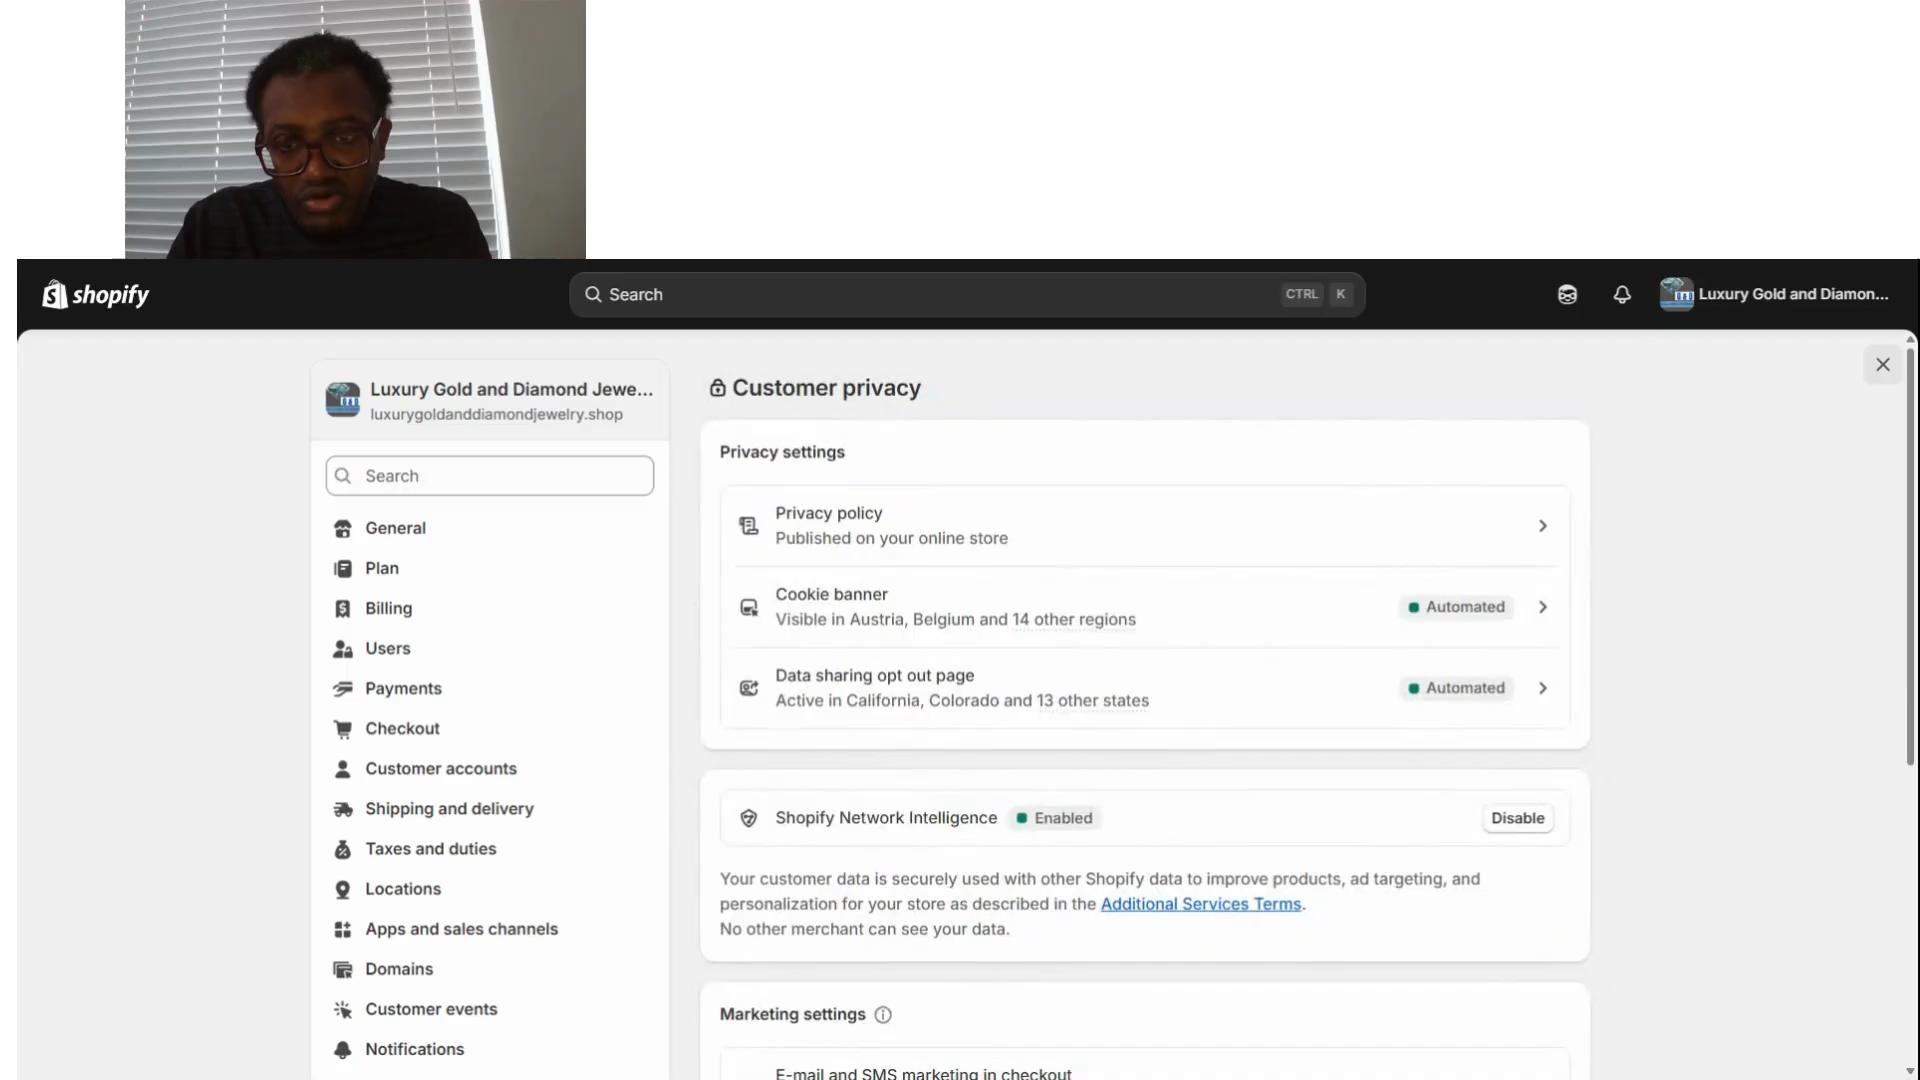 shopify
Search
CTRL K
Luxury Gold and Diamon...
Luxury Gold and Diamond Jewe...
luxurygoldanddiamondjewelry.shop
Search
General
Plan
Billing
Users
Payments
Checkout
Customer accounts
Shipping and delivery
Taxes and duties
Locations
Apps and sales channels
Domains
Customer events
Notifications
Customer privacy
Privacy settings
Privacy policy
Published on your online store
Cookie banner
Visible in Austria, Belgium and 14 other regions
Automated
Data sharing opt out page
Active in California, Colorado and 13 other states
Automated
Shopify Network Intelligence
Enabled
Disable
Your customer data is securely used with other Shopify data to improve products, ad targeting, and
personalization for your store as described in the Additional Services Terms.
No other merchant can see your data.
Marketing settings
E-mail and SMS marketing in checkout